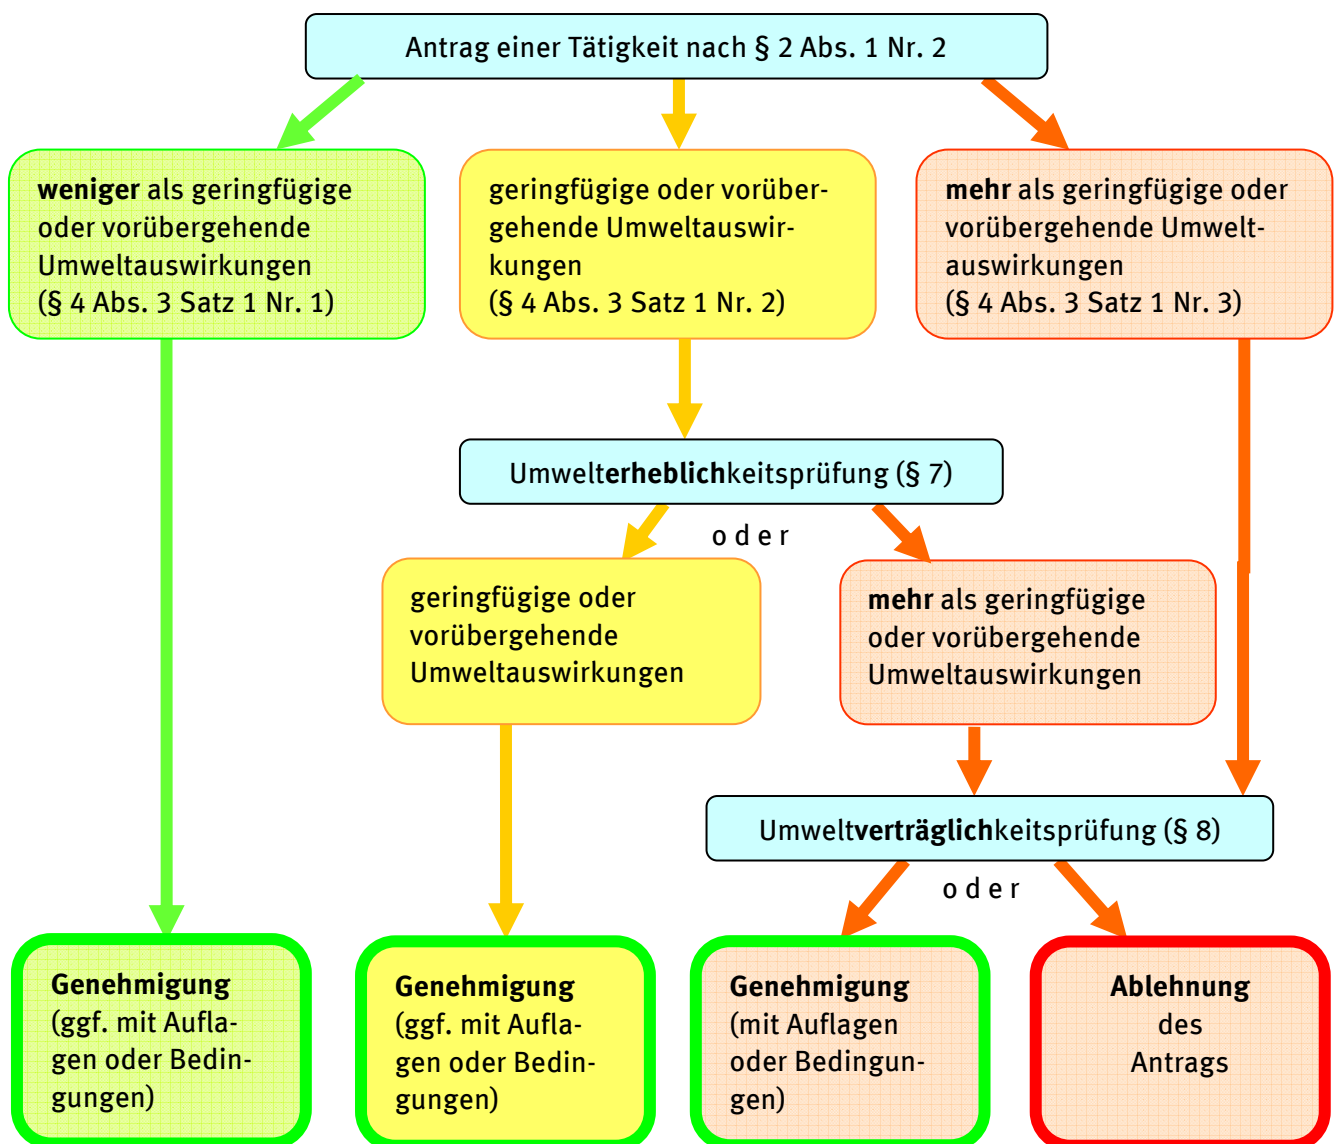 Antrag einer Tätigkeit nach § 2 Abs. 1 Nr. 2
weniger als geringfügige
oder vorübergehende
Umweltauswirkungen
(§ 4 Abs. 3 Satz 1 Nr. 1)
geringfügige oder vorüber-
gehende Umweltauswir-
kungen
(§ 4 Abs. 3 Satz 1 Nr. 2)
mehr als geringfügige oder
vorübergehende Umwelt-
auswirkungen
(§ 4 Abs. 3 Satz 1 Nr. 3)
Umwelterheblichkeitsprüfung (§ 7)
o d e r
geringfügige oder
vorübergehende
Umweltauswirkungen
mehr als geringfügige
oder vorübergehende
Umweltauswirkungen
Umweltverträglichkeitsprüfung (§ 8)
o d e r
Genehmigung
(ggf. mit Aufla-
gen oder Bedin-
gungen)
Genehmigung
(ggf. mit Aufla-
gen oder Bedin-
gungen)
Genehmigung
(mit Auflagen
oder Bedingun-
gen)
Ablehnung
des
Antrags